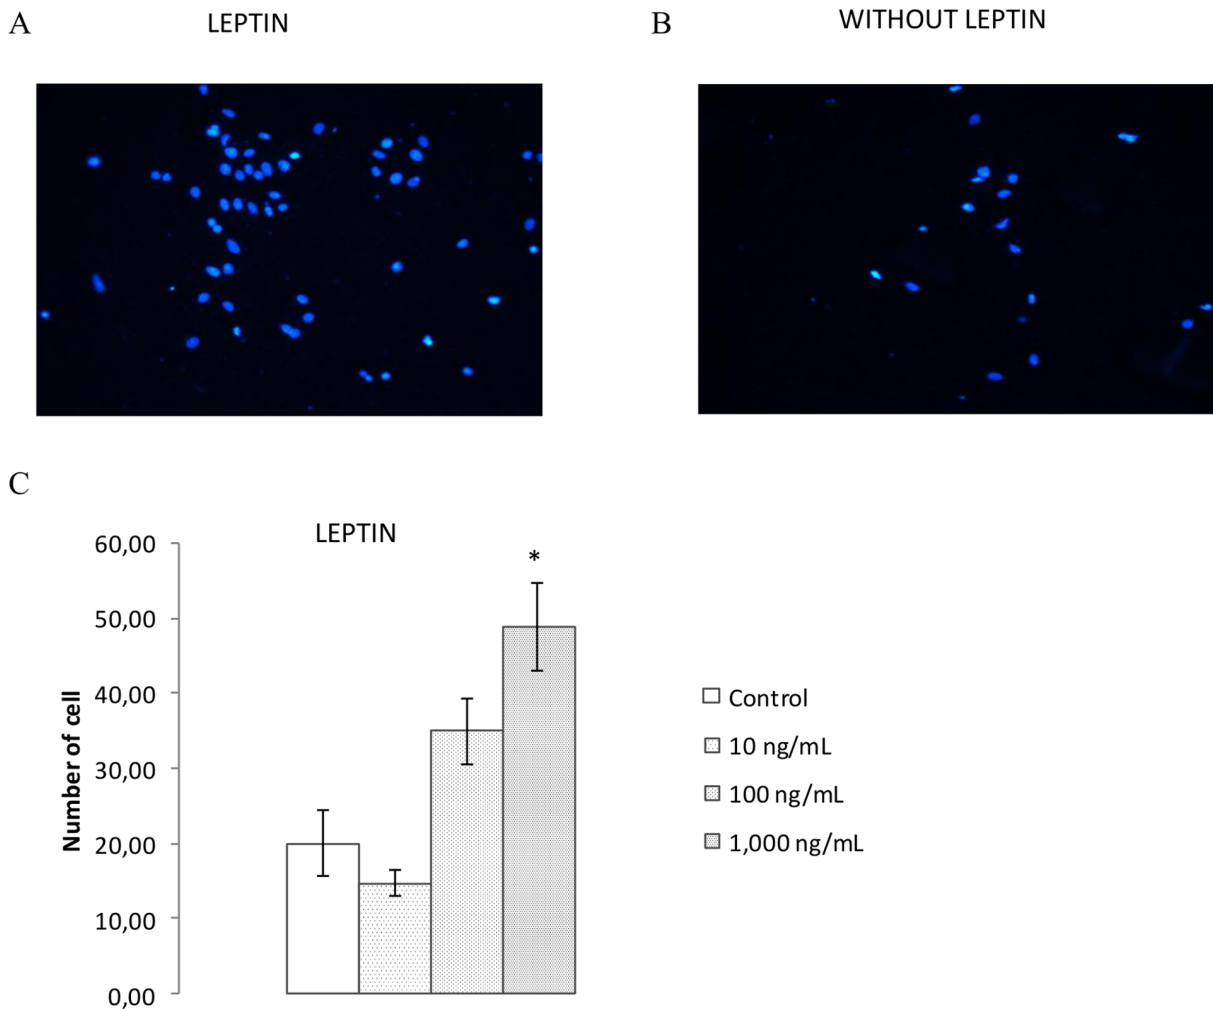 A
LEPTIN
B
WITHOUT LEPTIN
C
LEPTIN
60,00
50,00
40,00
30,00
20,00
10,00
0,00
Number of cell
*
Control
10 ng/mL
100 ng/mL
1,000 ng/mL